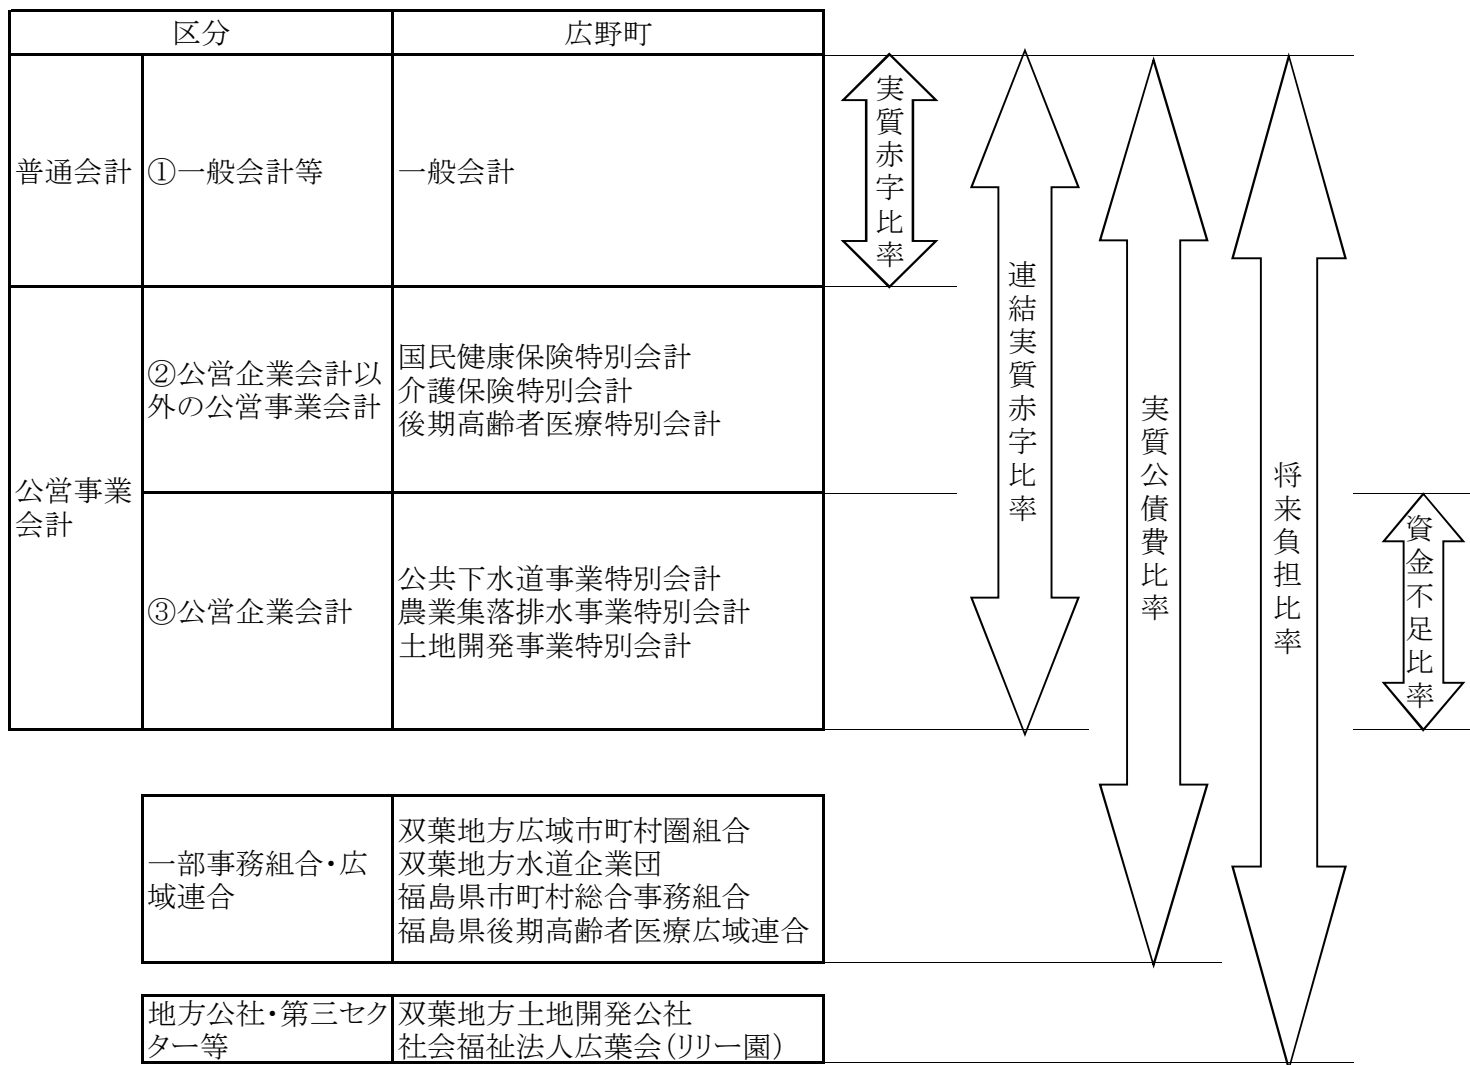 区分
広野町
普通会計
①一般会計等
一般会計
公営事業
会計
②公営企業会計以
外の公営事業会計
国民健康保険特別会計
介護保険特別会計
後期高齢者医療特別会計
③公営企業会計
公共下水道事業特別会計
農業集落排水事業特別会計
土地開発事業特別会計
一部事務組合・広
域連合
双葉地方広域市町村圏組合
双葉地方水道企業団
福島県市町村総合事務組合
福島県後期高齢者医療広域連合
地方公社・第三セク
ター等
双葉地方土地開発公社
社会福祉法人広葉会(リリー園)
実質赤字比率
連結実質赤字比率
実質公債費比率
将来負担比率
資金不足比率